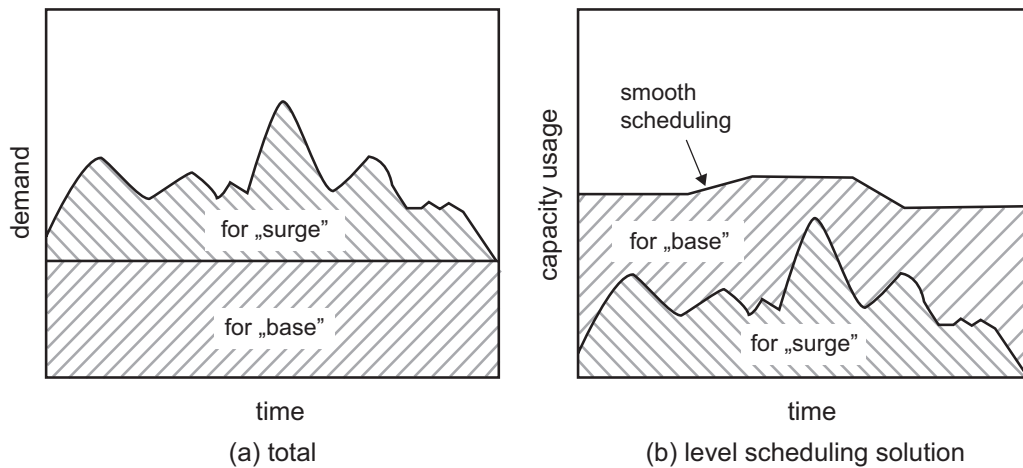 demand
for „surge”
for „base”
time
(a) total
capacity usage
smooth
scheduling
for „base”
for „surge”
time
(b) level scheduling solution